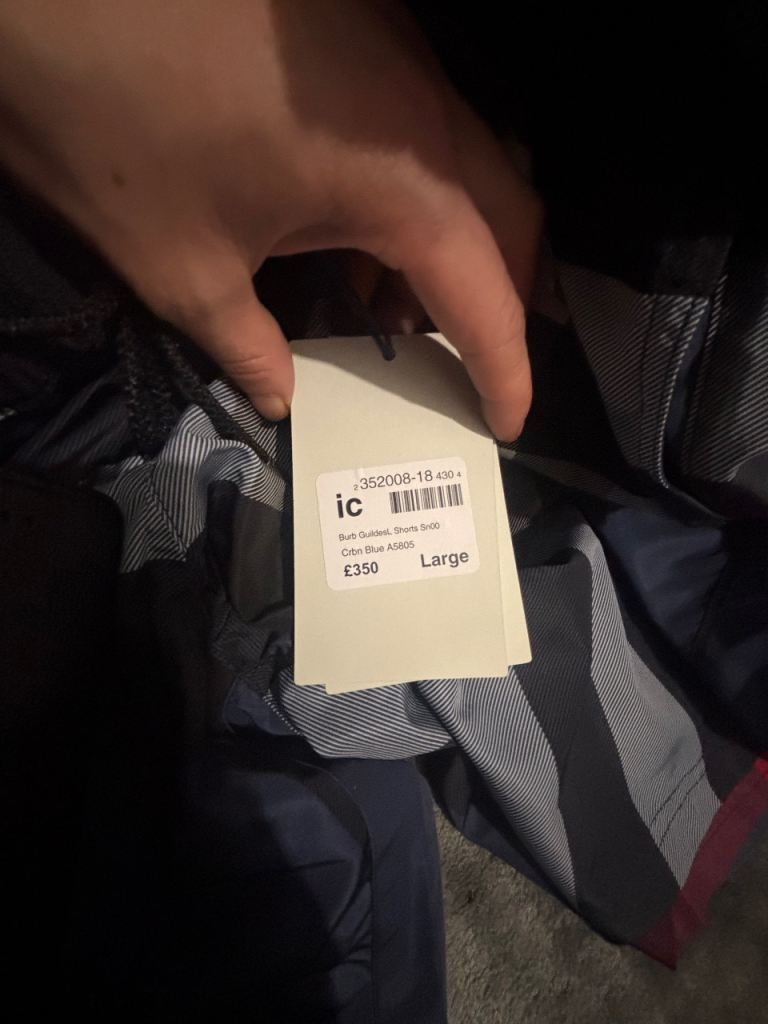 2 352008-18 430 4
ic
Burb GuildesL Shorts Sn00
Crbn Blue A5805
£350 Large